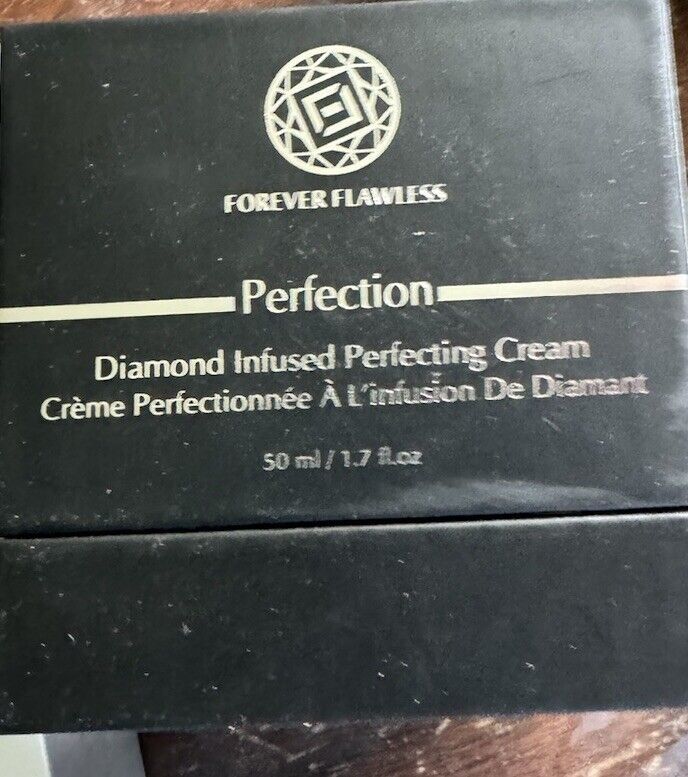 FOREVER FLAWLESS
Perfection
Diamond Infused Perfecting Cream
Crème Perfectionnée À L'infusion De Diamant
50 ml / 1.7 fl.oz